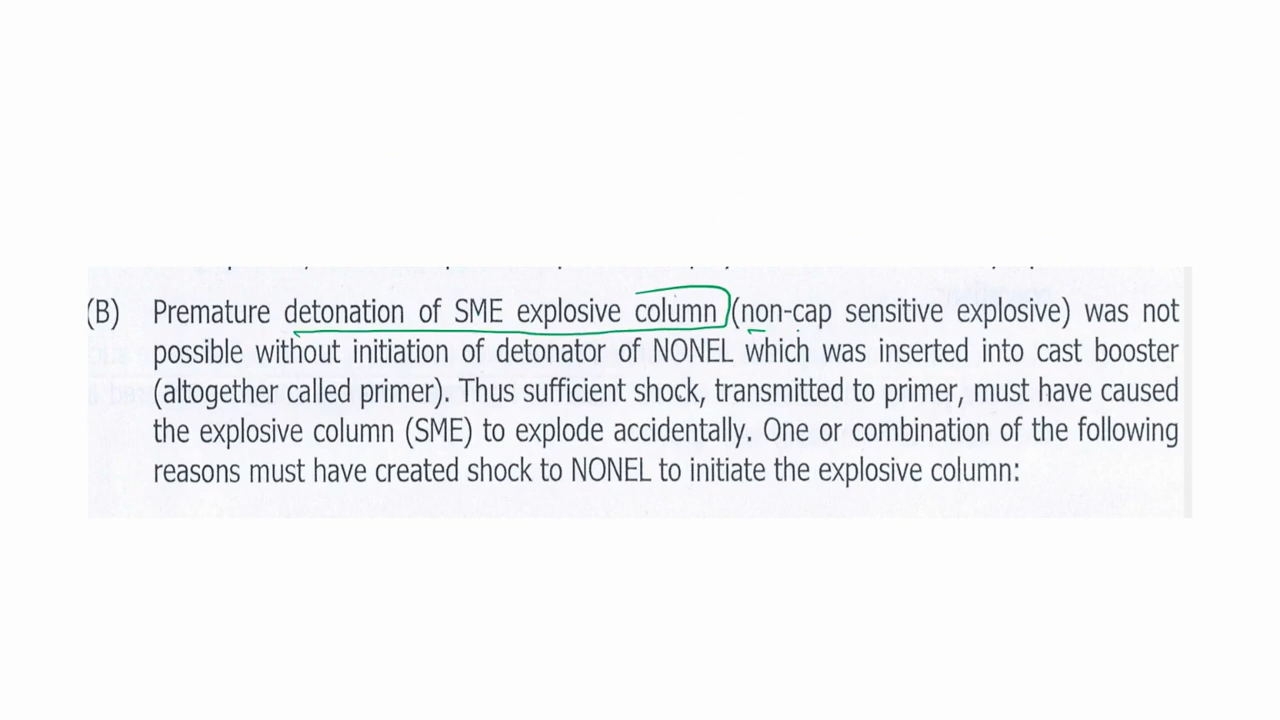 (B) Premature detonation of SME explosive column (non-cap sensitive explosive) was not
possible without initiation of detonator of NONEL which was inserted into cast booster
(altogether called primer). Thus sufficient shock, transmitted to primer, must have caused
the explosive column (SME) to explode accidentally. One or combination of the following
reasons must have created shock to NONEL to initiate the explosive column: